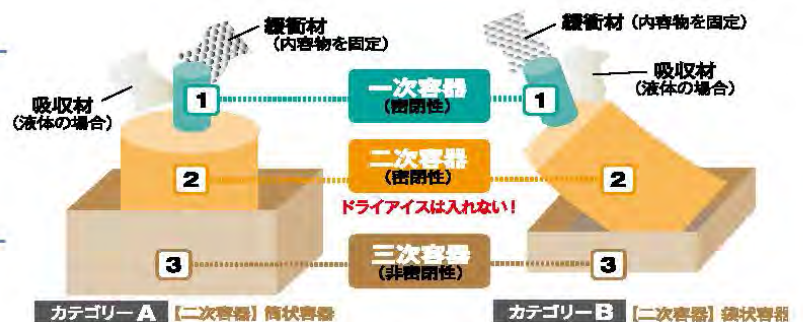 緩衝材
(内容物を固定)
吸収材
(液体の場合)
1
一次容器
(密閉性)
1
緩衝材 (内容物を固定)
吸収材
(液体の場合)
2
二次容器
(密閉性)
2
ドライアイスは入れない!
3
三次容器
(非密閉性)
3
カテゴリーA 【二次容器】筒状容器
カテゴリーB 【二次容器】袋状容器